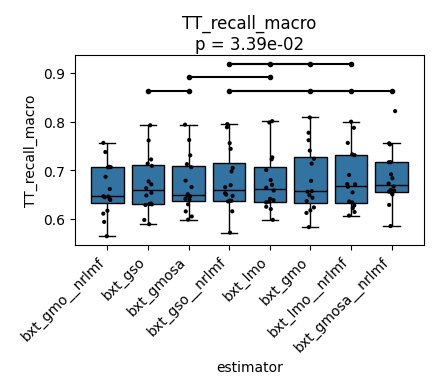 TT_recall_macro
p = 3.39e-02
TT_recall_macro
0.9
0.8
0.7
0.6
bxt_gmo__nrlmf
bxt_gso
bxt_gmosa
bxt_gso__nrlmf
bxt_lmo
bxt_gmo
bxt_lmo__nrlmf
bxt_gmosa__nrlmf
estimator